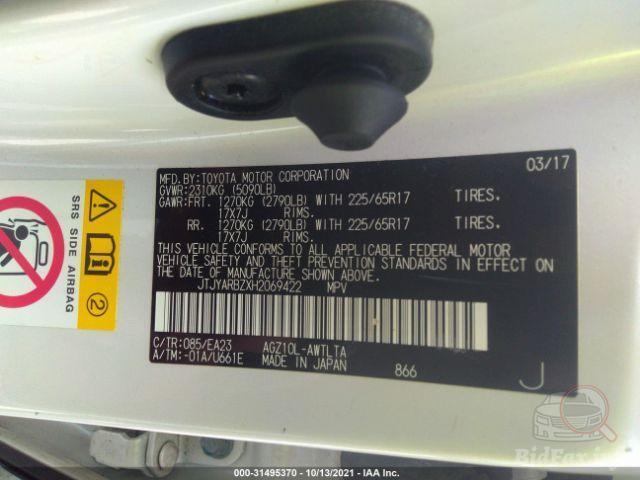 MFD.BY:TOYOTA MOTOR CORPORATION 03/17
GVWR:2310KG (5090LB)
GAWR:FRT. 1270KG (2790LB) WITH 225/65R17 TIRES.
17X7J RIMS.
RR. 1270KG (2790LB) WITH 225/65R17 TIRES.
17X7J RIMS.
THIS VEHICLE CONFORMS TO ALL APPLICABLE FEDERAL MOTOR
VEHICLE SAFETY AND THEFT PREVENTION STANDARDS IN EFFECT ON
THE DATE OF MANUFACTURE SHOWN ABOVE.
JTJYARBZXH2069422 MPV
C/TR:085/EA23 AGZ10L-AWTLTA
A/TM:-01A/U661E MADE IN JAPAN 866 J
SRS SIDE AIRBAG
2
000-31495370 - 10/13/2021 - IAA Inc.